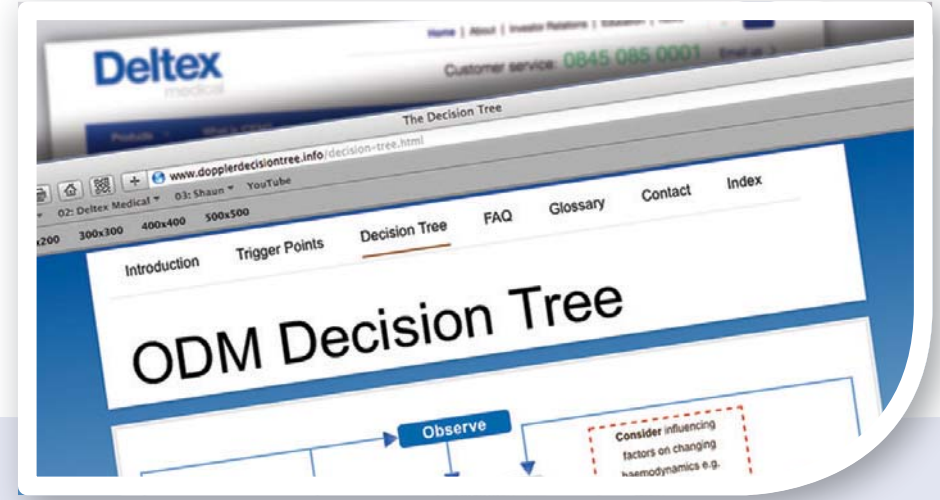 Home | About | Investor Relations | Education |
Deltex
medical
Customer service: 0845 085 0001 Email us >
Products
The Decision Tree
www.dopplerdecisiontree.info/decision-tree.html
02: Deltex Medical 03: Shaun YouTube
x200 300x300 400x400 500x500
Introduction Trigger Points Decision Tree FAQ Glossary Contact Index
ODM Decision Tree
Observe
Consider influencing
factors on changing
haemodynamics e.g.